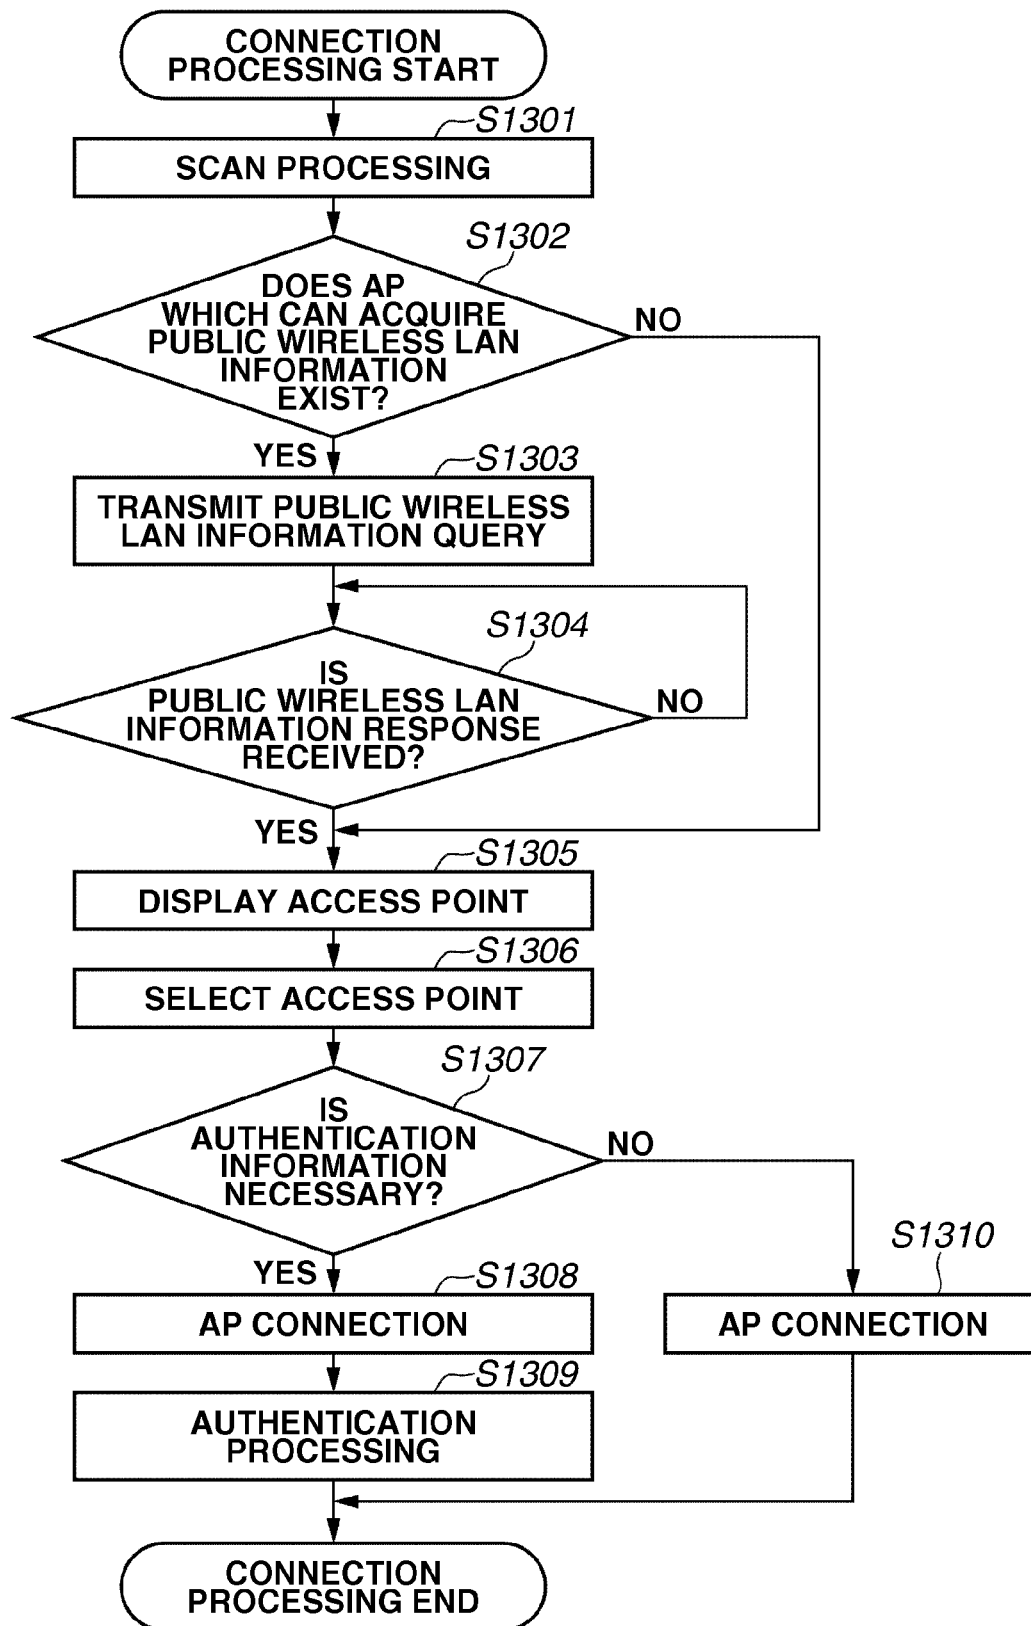 CONNECTION
PROCESSING START
S1301
SCAN PROCESSING
S1302
DOES AP
WHICH CAN ACQUIRE
PUBLIC WIRELESS LAN
INFORMATION
EXIST?
NO
YES
S1303
TRANSMIT PUBLIC WIRELESS
LAN INFORMATION QUERY
S1304
IS
PUBLIC WIRELESS LAN
INFORMATION RESPONSE
RECEIVED?
NO
YES
S1305
DISPLAY ACCESS POINT
S1306
SELECT ACCESS POINT
S1307
IS
AUTHENTICATION
INFORMATION
NECESSARY?
NO
YES
S1308
AP CONNECTION
S1310
AP CONNECTION
S1309
AUTHENTICATION
PROCESSING
CONNECTION
PROCESSING END